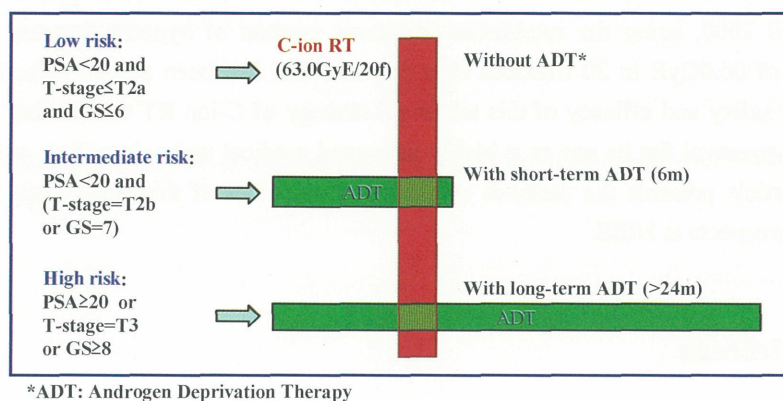 Low risk:
PSA<20 and
T-stage≤T2a
and GS≤6
C-ion RT
(63.0GyE/20f)
Without ADT*
Intermediate risk:
PSA<20 and
(T-stage=T2b
or GS=7)
ADT
With short-term ADT (6m)
High risk:
PSA≥20 or
T-stage=T3
or GS≥8
With long-term ADT (>24m)
ADT
*ADT: Androgen Deprivation Therapy